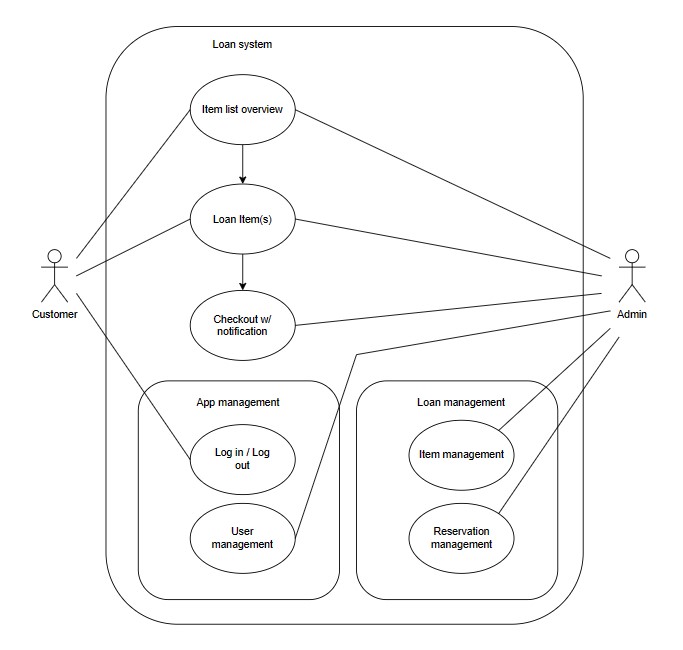 Loan system
Item list overview
Loan Item(s)
Customer
Admin
Checkout w/
notification
App management
Loan management
Log in / Log
out
Item management
User
management
Reservation
management